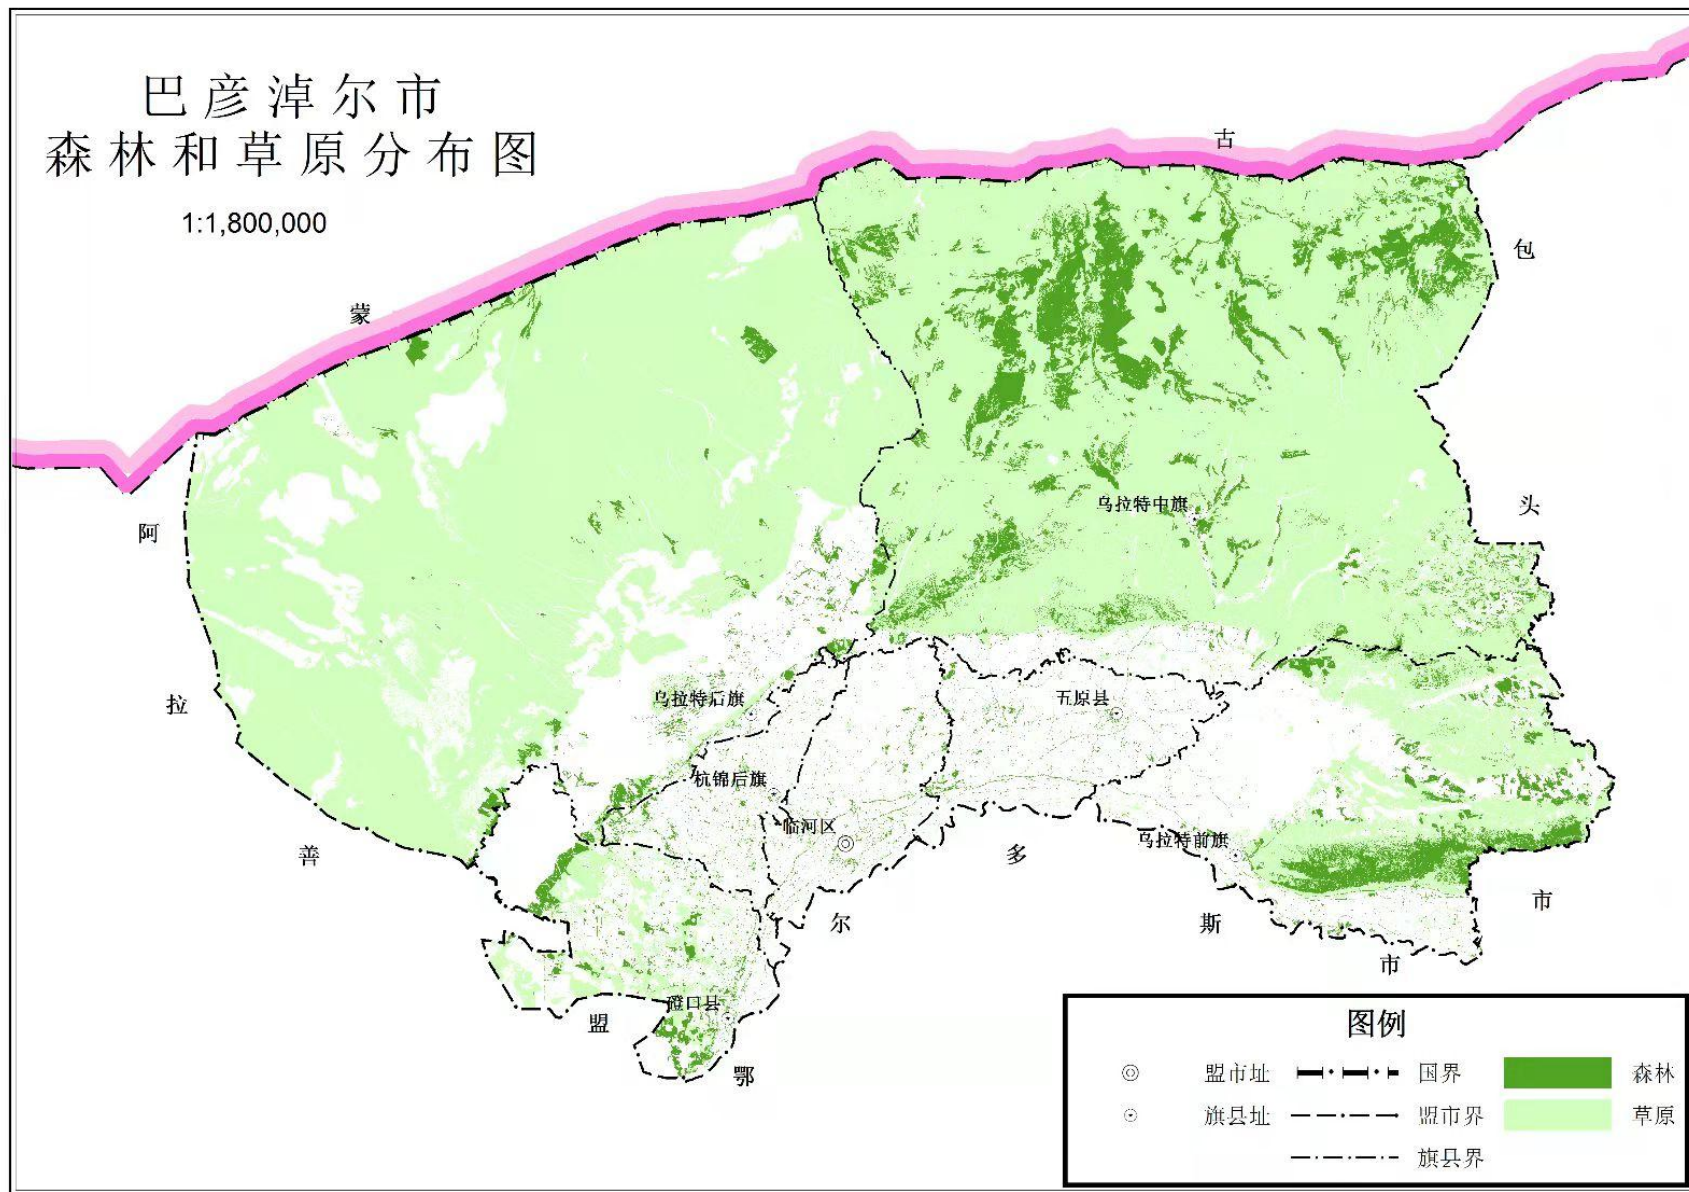 巴彦淖尔市
森林和草原分布图
1:1,800,000
古
包
蒙
头
阿
乌拉特中旗
拉
乌拉特后旗
五原县
杭锦后旗
临河区
乌拉特前旗
善
多
尔
斯
市
市
磴口县
盟
鄂
图例
盟市址 国界 森林
旗县址 盟市界 草原
旗县界